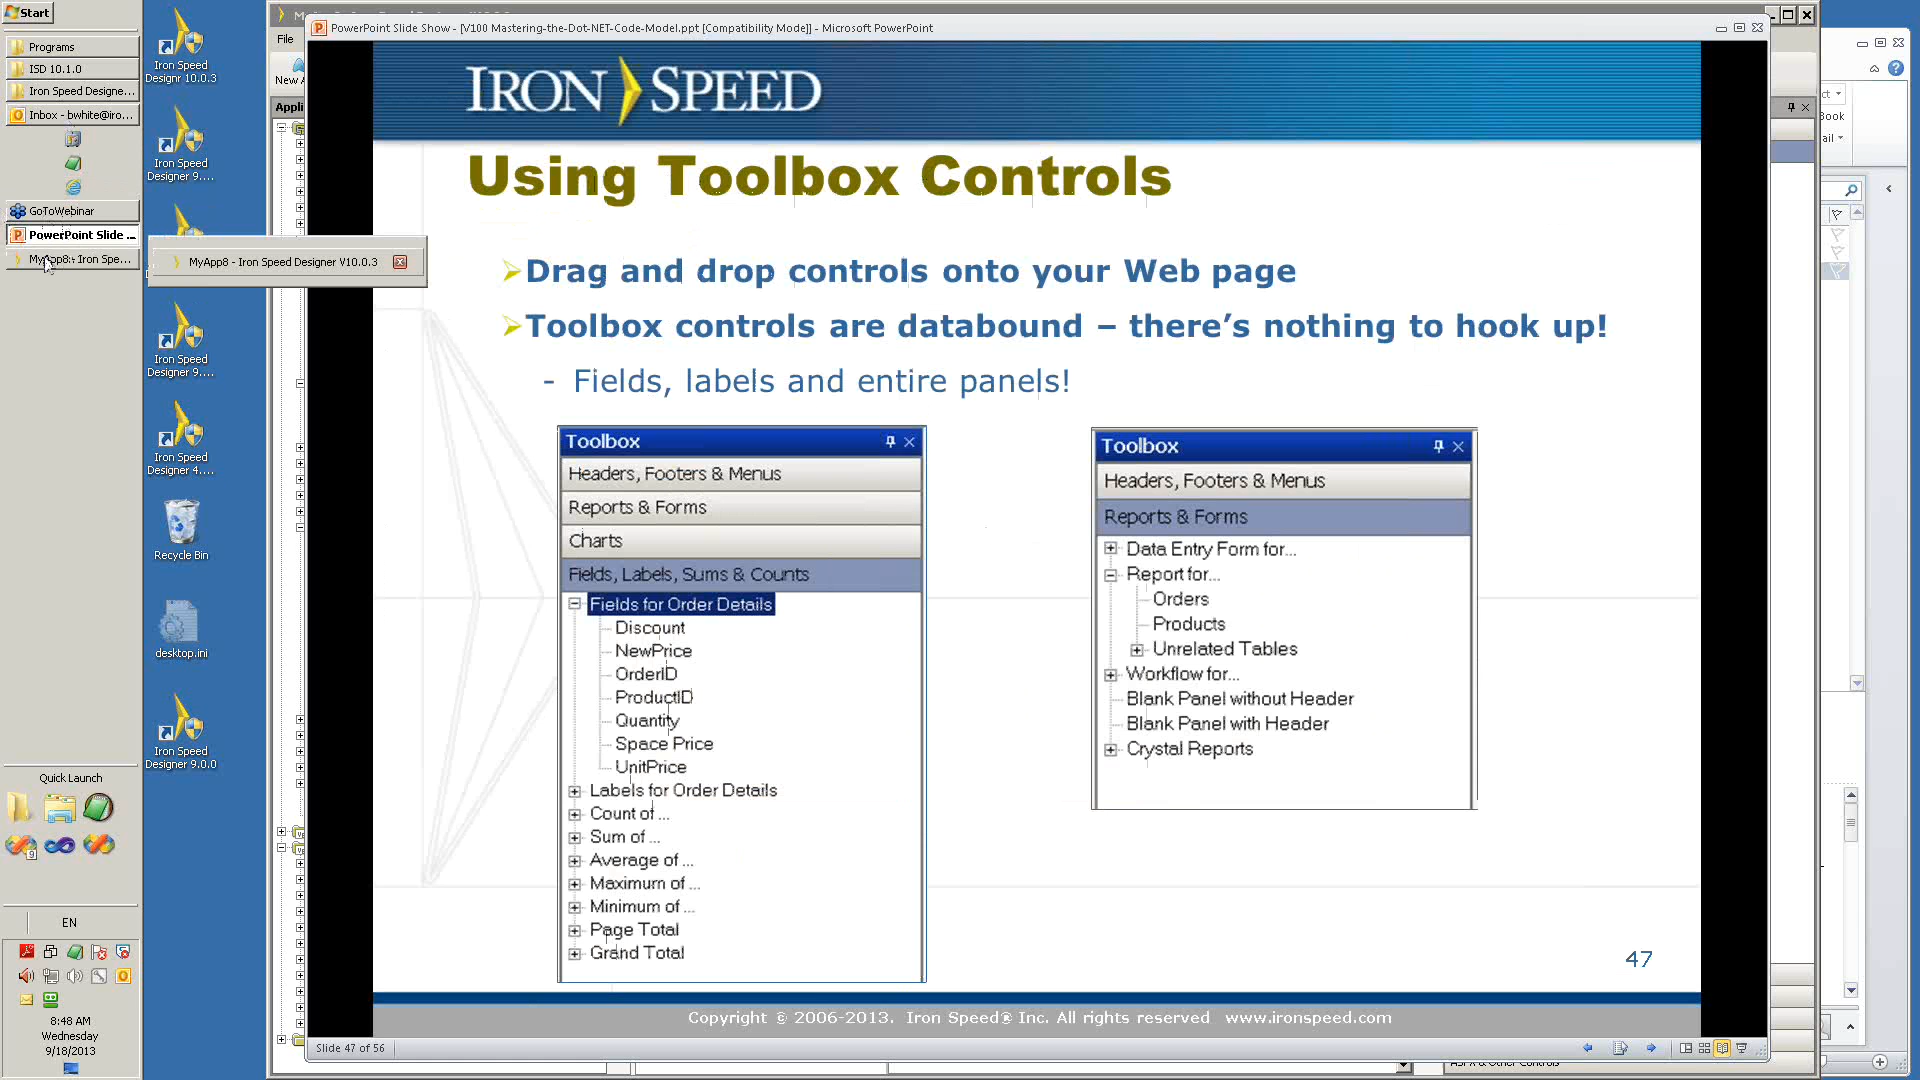 Start
Programs
ISD 10.1.0
Iron Speed Designe...
Inbox - bwhite@iro...
GoToWebinar
PowerPoint Slide ...
MyApp8 - Iron Spe...
Quick Launch
9
EN
8:48 AM
Wednesday
9/18/2013
Iron Speed
Designr 10.0.3
Iron Speed
Designer 9....
Iron Speed
Designer 9....
Iron Speed
Designer 4....
Recycle Bin
desktop.ini
Iron Speed
Designer 9.0.0
MyApp8 - Iron Speed Designer V10.0.3
File
New
Appli
PowerPoint Slide Show - [V100 Mastering-the-Dot-NET-Code-Model.ppt [Compatibility Mode]] - Microsoft PowerPoint
IRON SPEED
Using Toolbox Controls
Drag and drop controls onto your Web page
Toolbox controls are databound – there's nothing to hook up!
- Fields, labels and entire panels!
Toolbox
Headers, Footers & Menus
Reports & Forms
Charts
Fields, Labels, Sums & Counts
Fields for Order Details
Discount
NewPrice
OrderID
ProductID
Quantity
Space Price
UnitPrice
Labels for Order Details
Count of ...
Sum of ...
Average of ...
Maximum of ...
Minimum of ...
Page Total
Grand Total
Toolbox
Headers, Footers & Menus
Reports & Forms
Data Entry Form for...
Report for...
Orders
Products
Unrelated Tables
Workflow for...
Blank Panel without Header
Blank Panel with Header
Crystal Reports
47
Copyright © 2006-2013. Iron Speed® Inc. All rights reserved www.ironspeed.com
Slide 47 of 56
ct
Book
ail